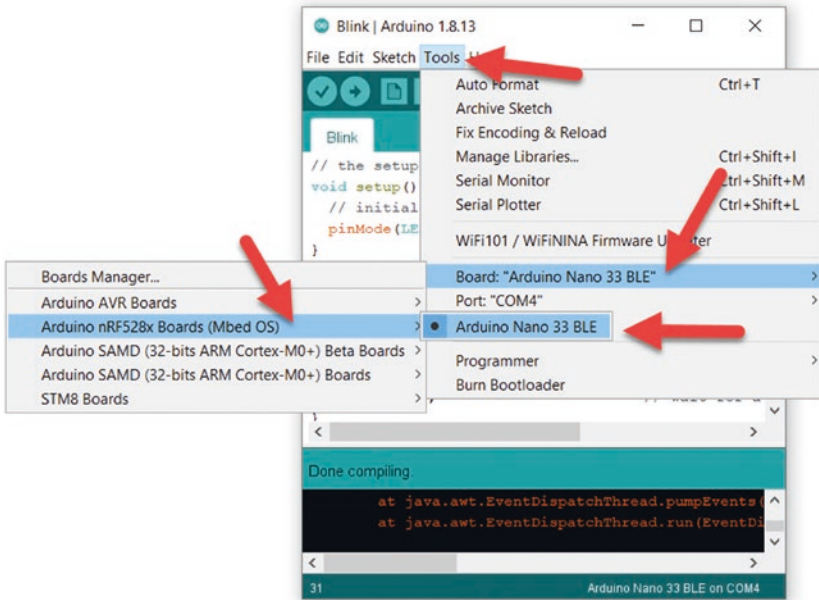 Blink | Arduino 1.8.13
File Edit Sketch Tools
Auto Format Ctrl+T
Archive Sketch
Fix Encoding & Reload
Manage Libraries... Ctrl+Shift+I
Serial Monitor Ctrl+Shift+M
Serial Plotter Ctrl+Shift+L
WiFi101 / WiFiNINA Firmware Updater
Board: "Arduino Nano 33 BLE"
Port: "COM4"
Arduino Nano 33 BLE
Programmer
Burn Bootloader
Boards Manager...
Arduino AVR Boards
Arduino nRF528x Boards (Mbed OS)
Arduino SAMD (32-bits ARM Cortex-M0+) Beta Boards
Arduino SAMD (32-bits ARM Cortex-M0+) Boards
STM8 Boards
Blink
// the setup
void setup()
// initial
pinMode(LE
}
}
Done compiling.
at java.awt.EventDispatchThread.pumpEvents(
at java.awt.EventDispatchThread.run(EventDi
31 Arduino Nano 33 BLE on COM4